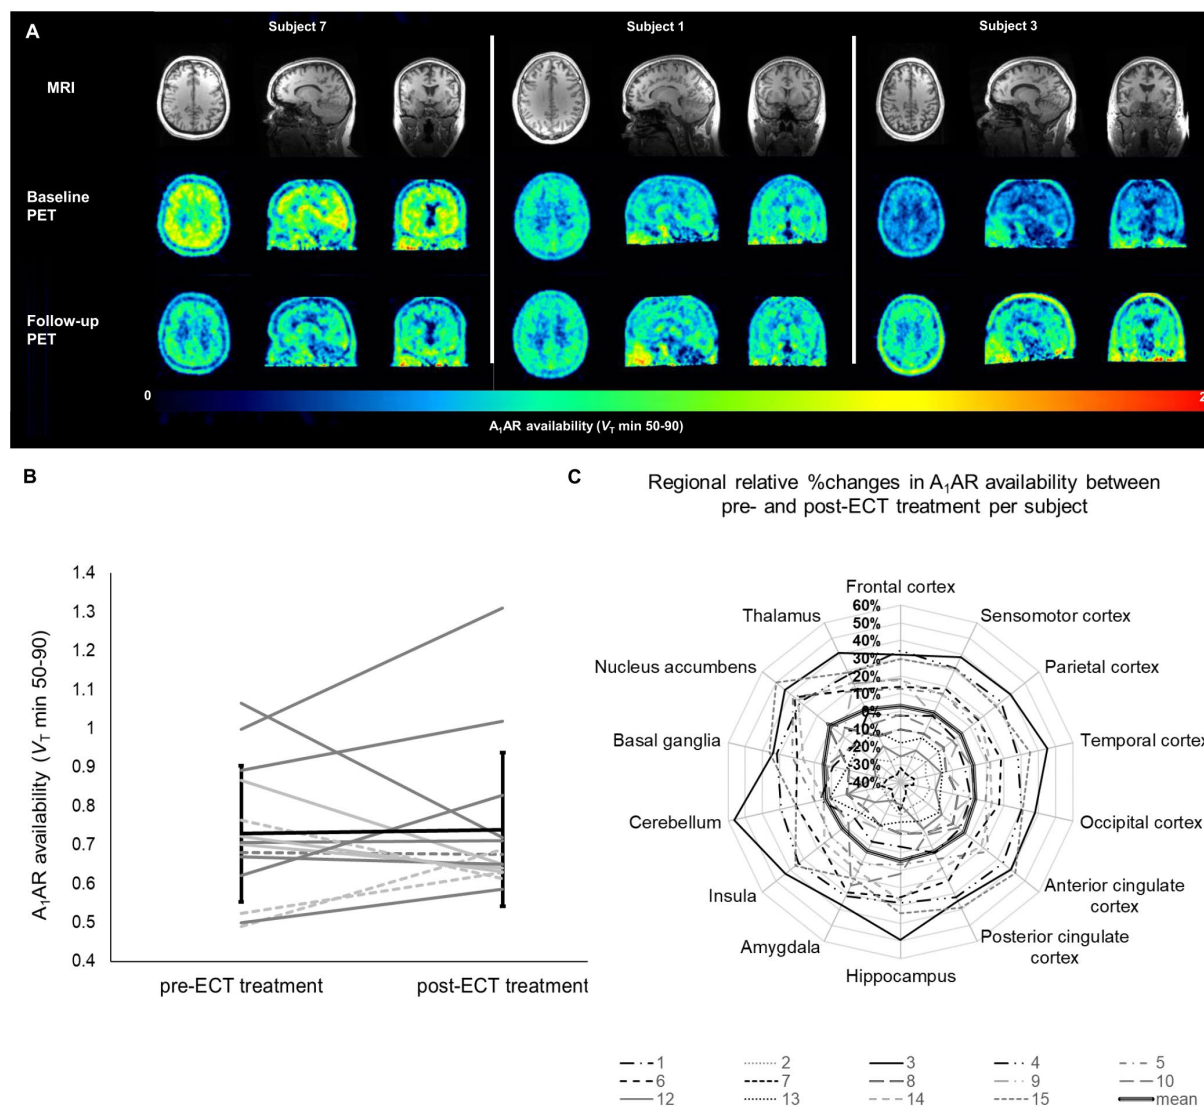 A
Subject 7
Subject 1
Subject 3
MRI
Baseline
PET
Follow-up
PET
0
2
A₁AR availability (V_T min 50-90)
B
A₁AR availability (V_T min 50-90)
1.4
1.3
1.2
1.1
1
0.9
0.8
0.7
0.6
0.5
0.4
pre-ECT treatment
post-ECT treatment
C
Regional relative %changes in A₁AR availability between
pre- and post-ECT treatment per subject
Frontal cortex
Sensomotor cortex
Parietal cortex
Temporal cortex
Occipital cortex
Anterior cingulate
cortex
Posterior cingulate
cortex
Hippocampus
Amygdala
Insula
Cerebellum
Basal ganglia
Nucleus accumbens
Thalamus
60%
50%
40%
30%
20%
10%
0%
-10%
-20%
-30%
-40%
1
2
3
4
5
6
7
8
9
10
12
13
14
15
mean